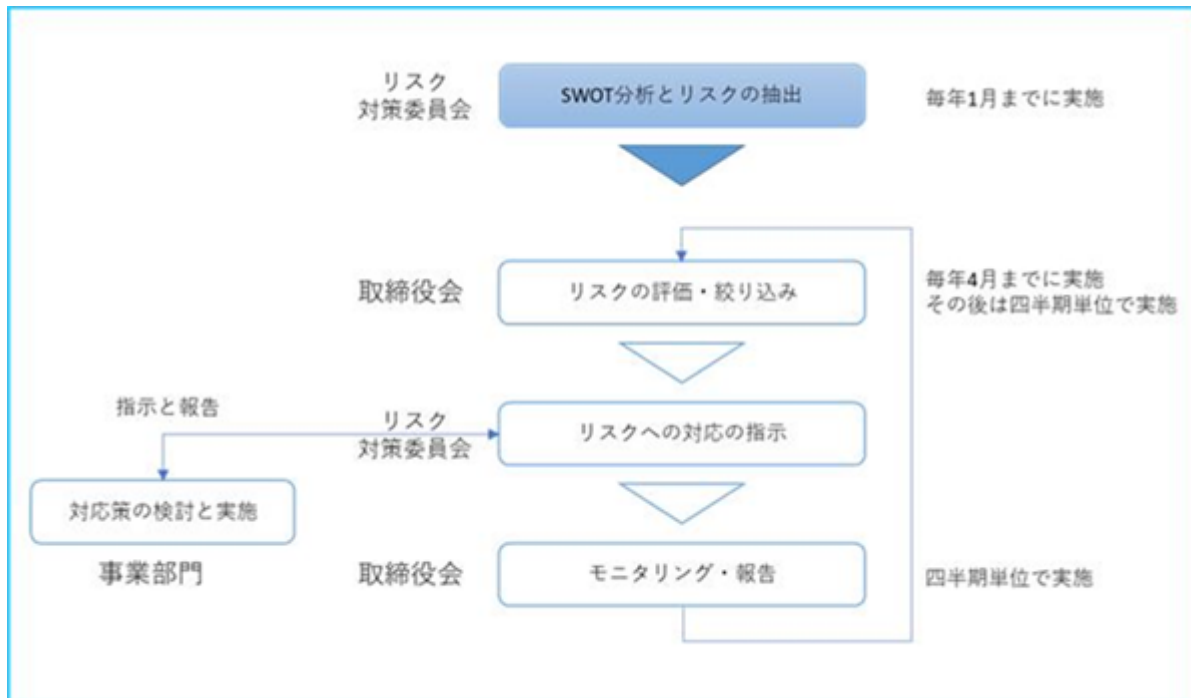 リスク
対策委員会
SWOT分析とリスクの抽出
毎年1月までに実施
取締役会
リスクの評価・絞り込み
毎年4月までに実施
その後は四半期単位で実施
指示と報告
リスク
対策委員会
リスクへの対応の指示
対応策の検討と実施
事業部門
取締役会
モニタリング・報告
四半期単位で実施